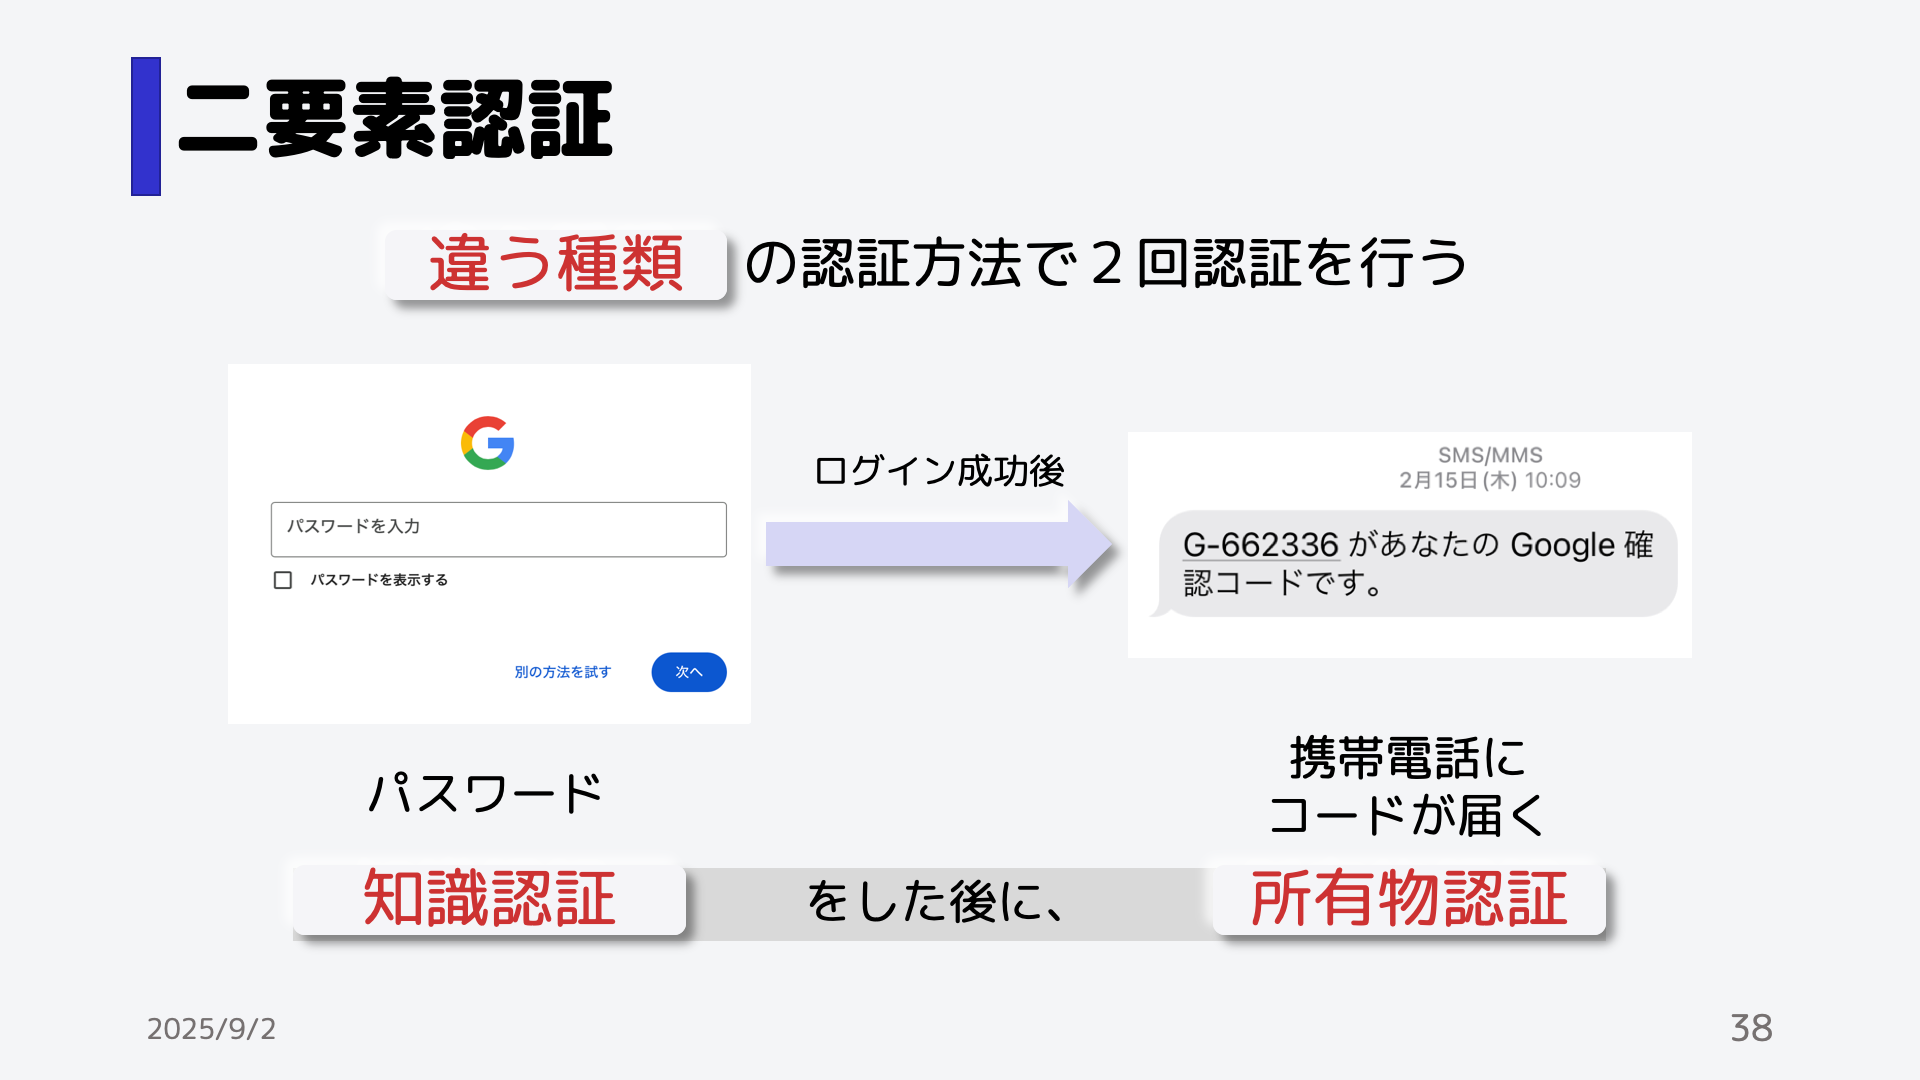 二要素認証
違う種類の認証方法で２回認証を行う
パスワードを入力
パスワードを表示する
別の方法を試す 次へ
ログイン成功後
SMS/MMS
2月15日(木) 10:09
G-662336 があなたの Google 確
認コードです。
パスワード
携帯電話に
コードが届く
知識認証をした後に、所有物認証
2025/9/2
38